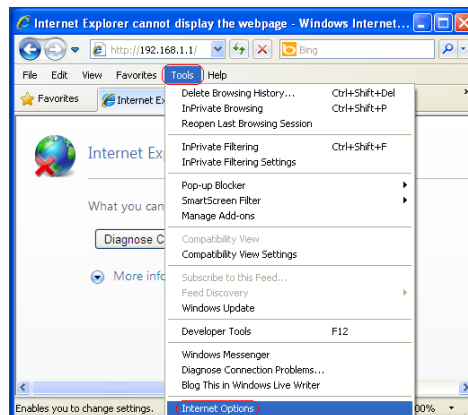 Internet Explorer cannot display the webpage - Windows Internet...
http://192.168.1.1/ Bing
File Edit View Favorites Tools Help
Favorites Internet Ex
Delete Browsing History... Ctrl+Shift+Del
InPrivate Browsing Ctrl+Shift+P
Reopen Last Browsing Session
InPrivate Filtering Ctrl+Shift+F
InPrivate Filtering Settings
Pop-up Blocker
SmartScreen Filter
Manage Add-ons
Compatibility View
Compatibility View Settings
Subscribe to this Feed...
Feed Discovery
Windows Update
Developer Tools F12
Windows Messenger
Diagnose Connection Problems...
Blog This in Windows Live Writer
Internet Options
Internet Ex
What you can
Diagnose C
More info
Enables you to change settings. 00%